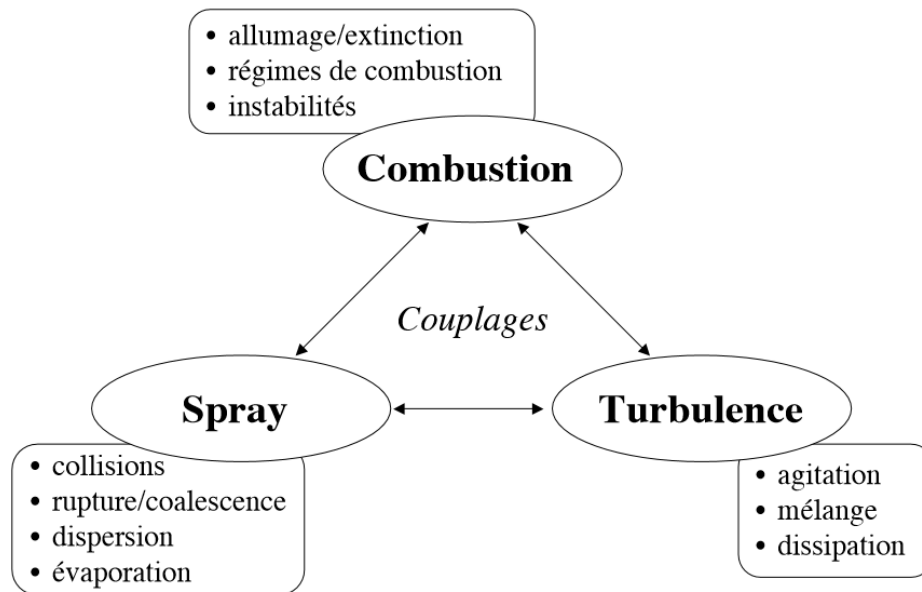 • allumage/extinction
• régimes de combustion
• instabilités
Combustion
Couplages
Spray
Turbulence
• collisions
• rupture/coalescence
• dispersion
• évaporation
• agitation
• mélange
• dissipation